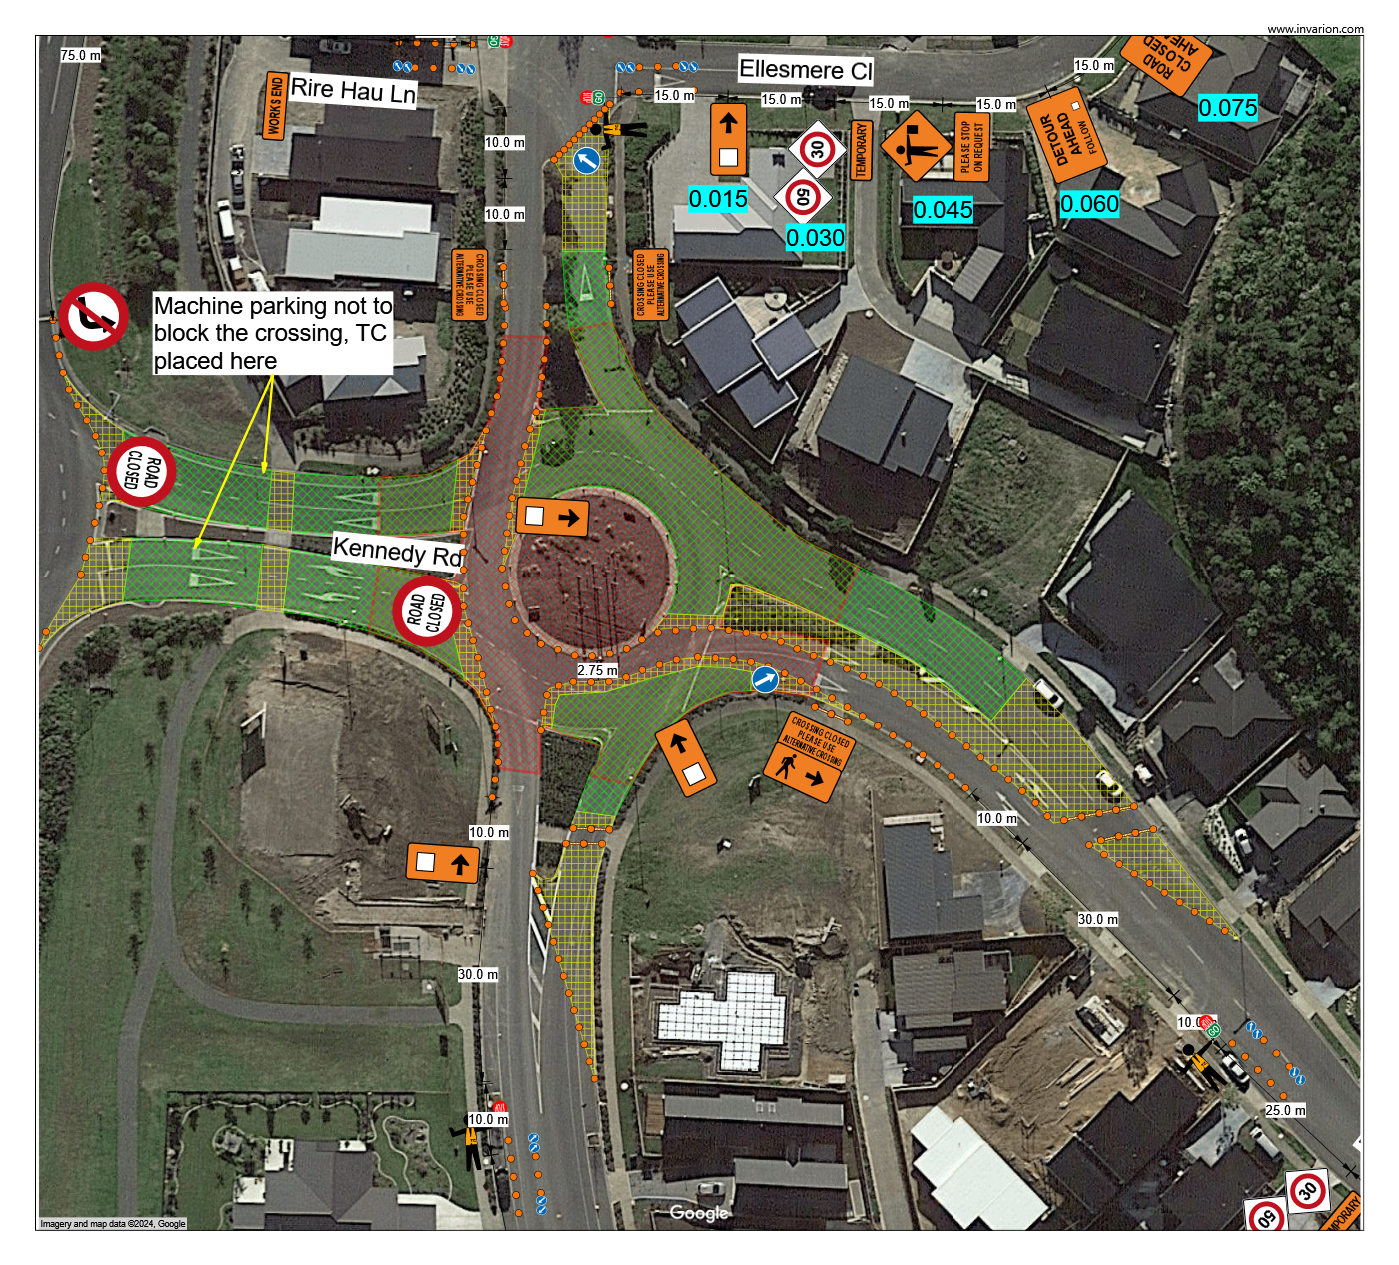 www.invarion.com
75.0 m
WORKS END
Rire Hau Ln
GO
Ellesmere Cl
15.0 m
ROAD
CLOSED
AHEAD
0.075
15.0 m
15.0 m
15.0 m
15.0 m
GO
10.0 m
10.0 m
0.015
30
50
0.030
TEMPORARY
PLEASE STOP
ON REQUEST
0.045
DETOUR
AHEAD
FOLLOW
0.060
CROSSING CLOSED
PLEASE USE
ALTERNATIVE CROSSING
CROSSING CLOSED
PLEASE USE
ALTERNATIVE CROSSING
Machine parking not to
block the crossing, TC
placed here
ROAD
CLOSED
Kennedy Rd
ROAD
CLOSED
2.75 m
CROSSING CLOSED
PLEASE USE
ALTERNATIVE CROSSING
10.0 m
10.0 m
30.0 m
30.0 m
10.0
GO
10.0 m
25.0 m
30
50
MPORARY
Google
Imagery and map data ©2024, Google